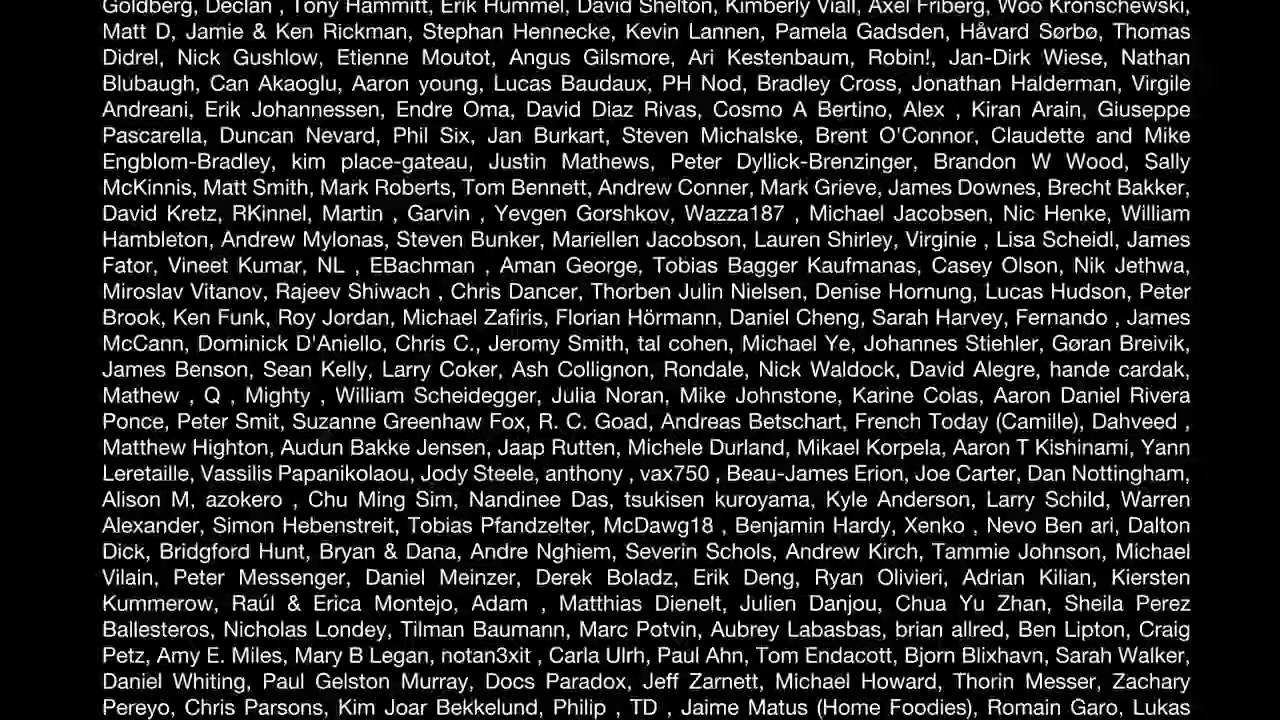 Goldberg, Declan , Tony Hammitt, Erik Hummel, David Shelton, Kimberly Viall, Axel Friberg, Woo Kronschewski,
Matt D, Jamie & Ken Rickman, Stephan Hennecke, Kevin Lannen, Pamela Gadsden, Håvard Sørbø, Thomas
Didrel, Nick Gushlow, Etienne Moutot, Angus Gilsmore, Ari Kestenbaum, Robin!, Jan-Dirk Wiese, Nathan
Blubaugh, Can Akaoglu, Aaron young, Lucas Baudaux, PH Nod, Bradley Cross, Jonathan Halderman, Virgile
Andreani, Erik Johannessen, Endre Oma, David Diaz Rivas, Cosmo A Bertino, Alex , Kiran Arain, Giuseppe
Pascarella, Duncan Nevard, Phil Six, Jan Burkart, Steven Michalske, Brent O'Connor, Claudette and Mike
Engblom-Bradley, kim place-gateau, Justin Mathews, Peter Dyllick-Brenzinger, Brandon W Wood, Sally
McKinnis, Matt Smith, Mark Roberts, Tom Bennett, Andrew Conner, Mark Grieve, James Downes, Brecht Bakker,
David Kretz, RKinnel, Martin , Garvin , Yevgen Gorshkov, Wazza187 , Michael Jacobsen, Nic Henke, William
Hambleton, Andrew Mylonas, Steven Bunker, Mariellen Jacobson, Lauren Shirley, Virginie , Lisa Scheidl, James
Fator, Vineet Kumar, NL , EBachman , Aman George, Tobias Bagger Kaufmanas, Casey Olson, Nik Jethwa,
Miroslav Vitanov, Rajeev Shiwach , Chris Dancer, Thorben Julin Nielsen, Denise Hornung, Lucas Hudson, Peter
Brook, Ken Funk, Roy Jordan, Michael Zafiris, Florian Hörmann, Daniel Cheng, Sarah Harvey, Fernando , James
McCann, Dominick D'Aniello, Chris C., Jeromy Smith, tal cohen, Michael Ye, Johannes Stiehler, Gøran Breivik,
James Benson, Sean Kelly, Larry Coker, Ash Collignon, Rondale, Nick Waldock, David Alegre, hande cardak,
Mathew , Q , Mighty , William Scheidegger, Julia Noran, Mike Johnstone, Karine Colas, Aaron Daniel Rivera
Ponce, Peter Smit, Suzanne Greenhaw Fox, R. C. Goad, Andreas Betschart, French Today (Camille), Dahveed ,
Matthew Highton, Audun Bakke Jensen, Jaap Rutten, Michele Durland, Mikael Korpela, Aaron T Kishinami, Yann
Leretaille, Vassilis Papanikolaou, Jody Steele, anthony , vax750 , Beau-James Erion, Joe Carter, Dan Nottingham,
Alison M, azokero , Chu Ming Sim, Nandinee Das, tsukisen kuroyama, Kyle Anderson, Larry Schild, Warren
Alexander, Simon Hebenstreit, Tobias Pfandzelter, McDawg18 , Benjamin Hardy, Xenko , Nevo Ben ari, Dalton
Dick, Bridgford Hunt, Bryan & Dana, Andre Nghiem, Severin Schols, Andrew Kirch, Tammie Johnson, Michael
Vilain, Peter Messenger, Daniel Meinzer, Derek Boladz, Erik Deng, Ryan Olivieri, Adrian Kilian, Kiersten
Kummerow, Raúl & Erica Montejo, Adam , Matthias Dienelt, Julien Danjou, Chua Yu Zhan, Sheila Perez
Ballesteros, Nicholas Londey, Tilman Baumann, Marc Potvin, Aubrey Labasbas, brian allred, Ben Lipton, Craig
Petz, Amy E. Miles, Mary B Legan, notan3xit , Carla Ulrh, Paul Ahn, Tom Endacott, Bjorn Blixhavn, Sarah Walker,
Daniel Whiting, Paul Gelston Murray, Docs Paradox, Jeff Zarnett, Michael Howard, Thorin Messer, Zachary
Pereyo, Chris Parsons, Kim Joar Bekkelund, Philip , TD , Jaime Matus (Home Foodies), Romain Garo, Lukas